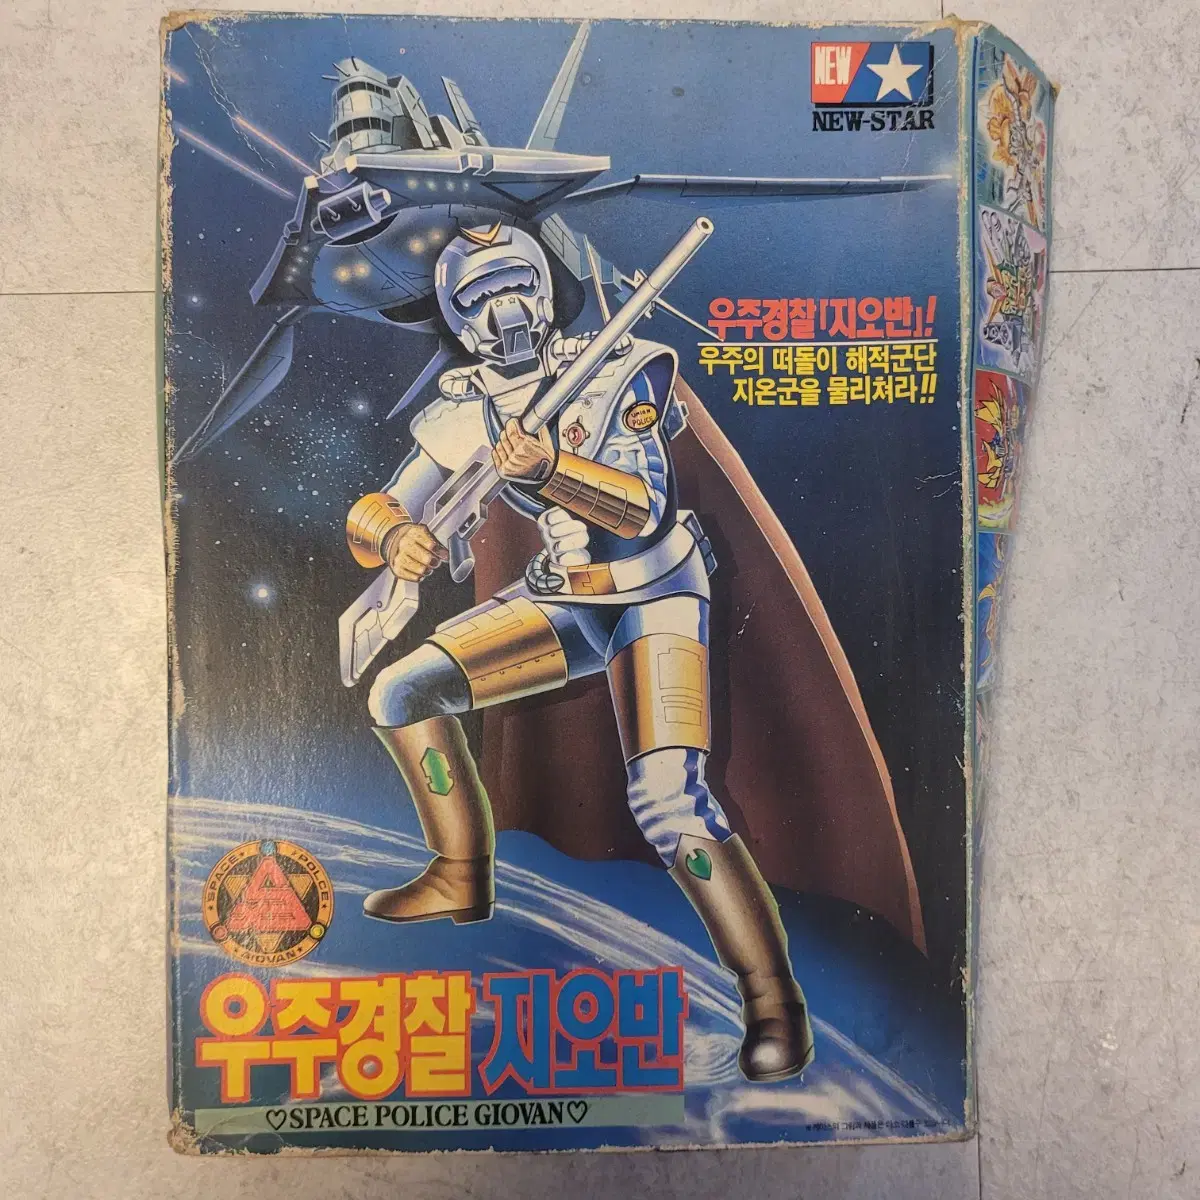 NEW
NEW-STAR
우주경찰「지오반」!
우주의 떠돌이 해적군단
지온군을 물리쳐라!!
POLICE
SPACE POLCE
GIOVAN
우주경찰 지오반
♡SPACE POLICE GIOVAN♡